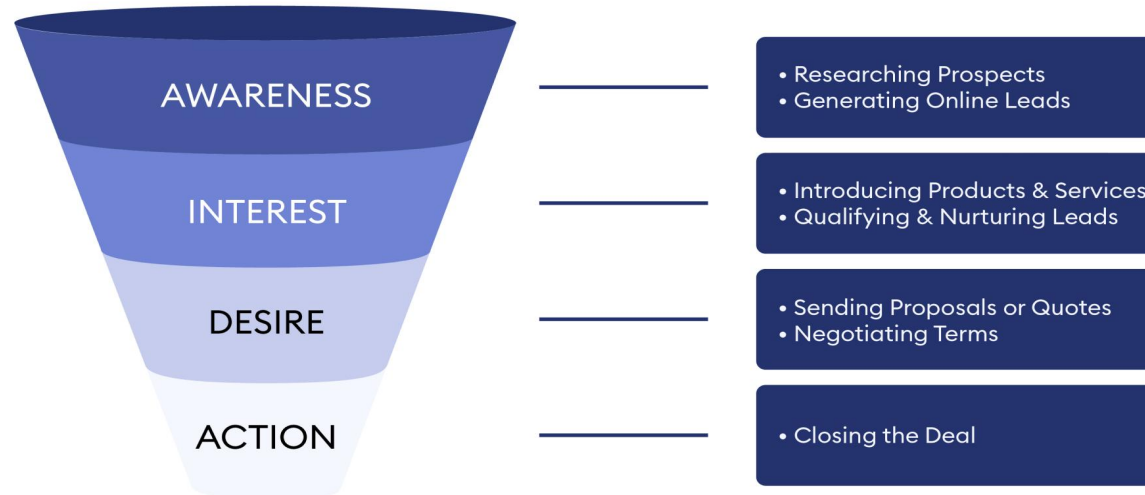 AWARENESS
• Researching Prospects
• Generating Online Leads
INTEREST
• Introducing Products & Services
• Qualifying & Nurturing Leads
DESIRE
• Sending Proposals or Quotes
• Negotiating Terms
ACTION
• Closing the Deal